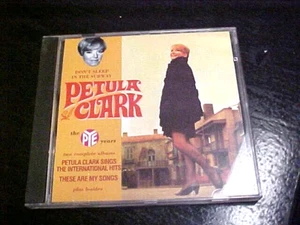 DON'T SLEEP
IN THE SUBWAY
PETULA
CLARK
the PYE years
two complete albums
PETULA CLARK SINGS
THE INTERNATIONAL HITS
THESE ARE MY SONGS
plus bonuses